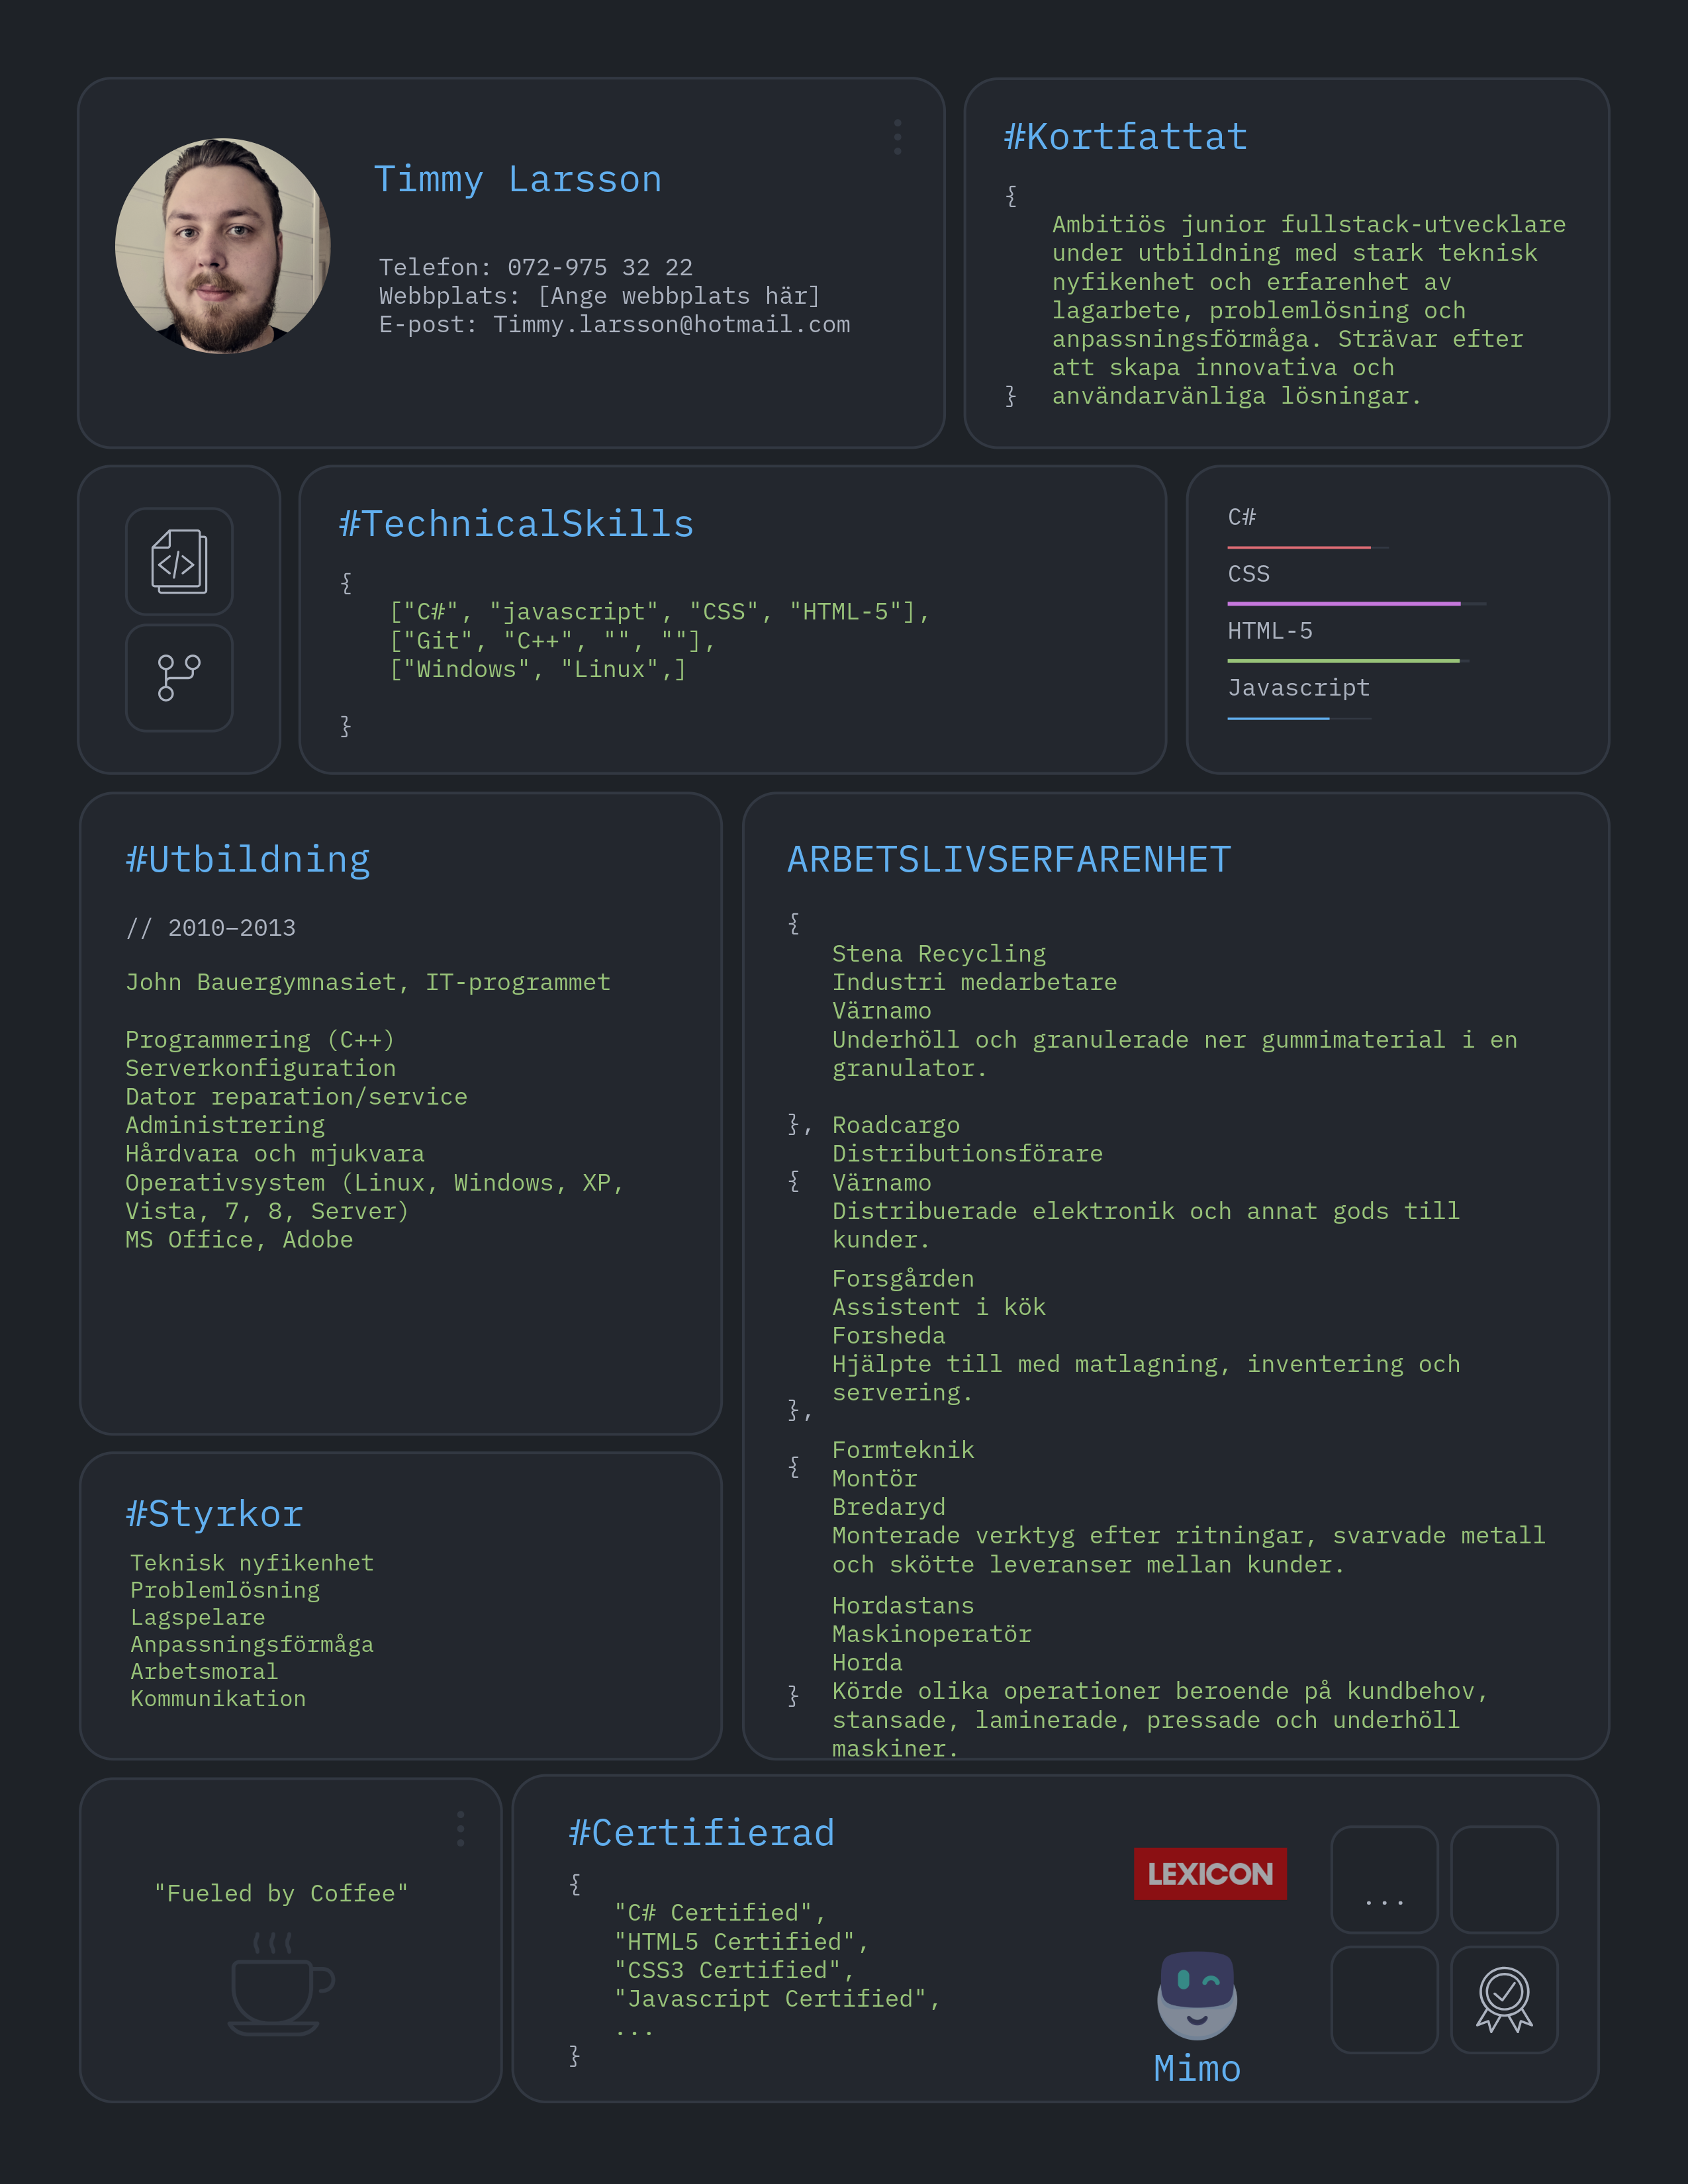 Timmy Larsson
Telefon: 072-975 32 22
Webbplats: [Ange webbplats här]
E-post: Timmy.larsson@hotmail.com
#Kortfattat
{
Ambitiös junior fullstack-utvecklare
under utbildning med stark teknisk
nyfikenhet och erfarenhet av
lagarbete, problemlösning och
anpassningsförmåga. Strävar efter
att skapa innovativa och
} användarvänliga lösningar.
#TechnicalSkills
{
["C#", "javascript", "CSS", "HTML-5"],
["Git", "C++", "", ""],
["Windows", "Linux",]
}
C#
CSS
HTML-5
Javascript
#Utbildning
// 2010–2013
John Bauergymnasiet, IT-programmet
Programmering (C++)
Serverkonfiguration
Dator reparation/service
Administrering
Hårdvara och mjukvara
Operativsystem (Linux, Windows, XP,
Vista, 7, 8, Server)
MS Office, Adobe
#Styrkor
Teknisk nyfikenhet
Problemlösning
Lagspelare
Anpassningsförmåga
Arbetsmoral
Kommunikation
ARBETSLIVSERFARENHET
{
Stena Recycling
Industri medarbetare
Värnamo
Underhöll och granulerade ner gummimaterial i en
granulator.
}, Roadcargo
Distributionsförare
{ Värnamo
Distribuerade elektronik och annat gods till
kunder.
Forsgården
Assistent i kök
Forsheda
Hjälpte till med matlagning, inventering och
servering.
},
Formteknik
{
Montör
Bredaryd
Monterade verktyg efter ritningar, svarvade metall
och skötte leveranser mellan kunder.
Hordastans
Maskinoperatör
Horda
} Körde olika operationer beroende på kundbehov,
stansade, laminerade, pressade och underhöll
maskiner.
"Fueled by Coffee"
#Certifierad
{
"C# Certified",
"HTML5 Certified",
"CSS3 Certified",
"Javascript Certified",
...
}
LEXICON
Mimo
...